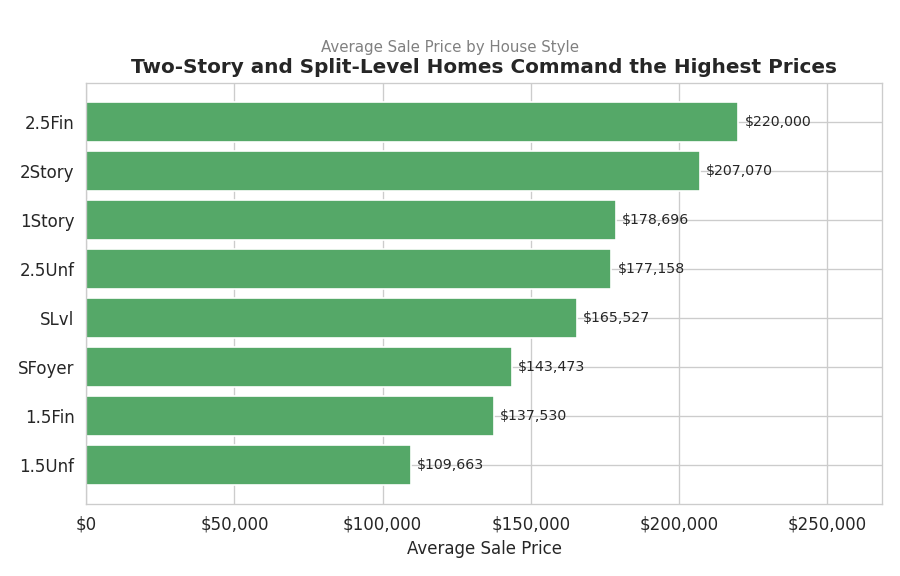 Average Sale Price by House Style
Two-Story and Split-Level Homes Command the Highest Prices
2.5Fin $220,000
2Story $207,070
1Story $178,696
2.5Unf $177,158
SLvl $165,527
SFoyer $143,473
1.5Fin $137,530
1.5Unf $109,663
$0 $50,000 $100,000 $150,000 $200,000 $250,000
Average Sale Price